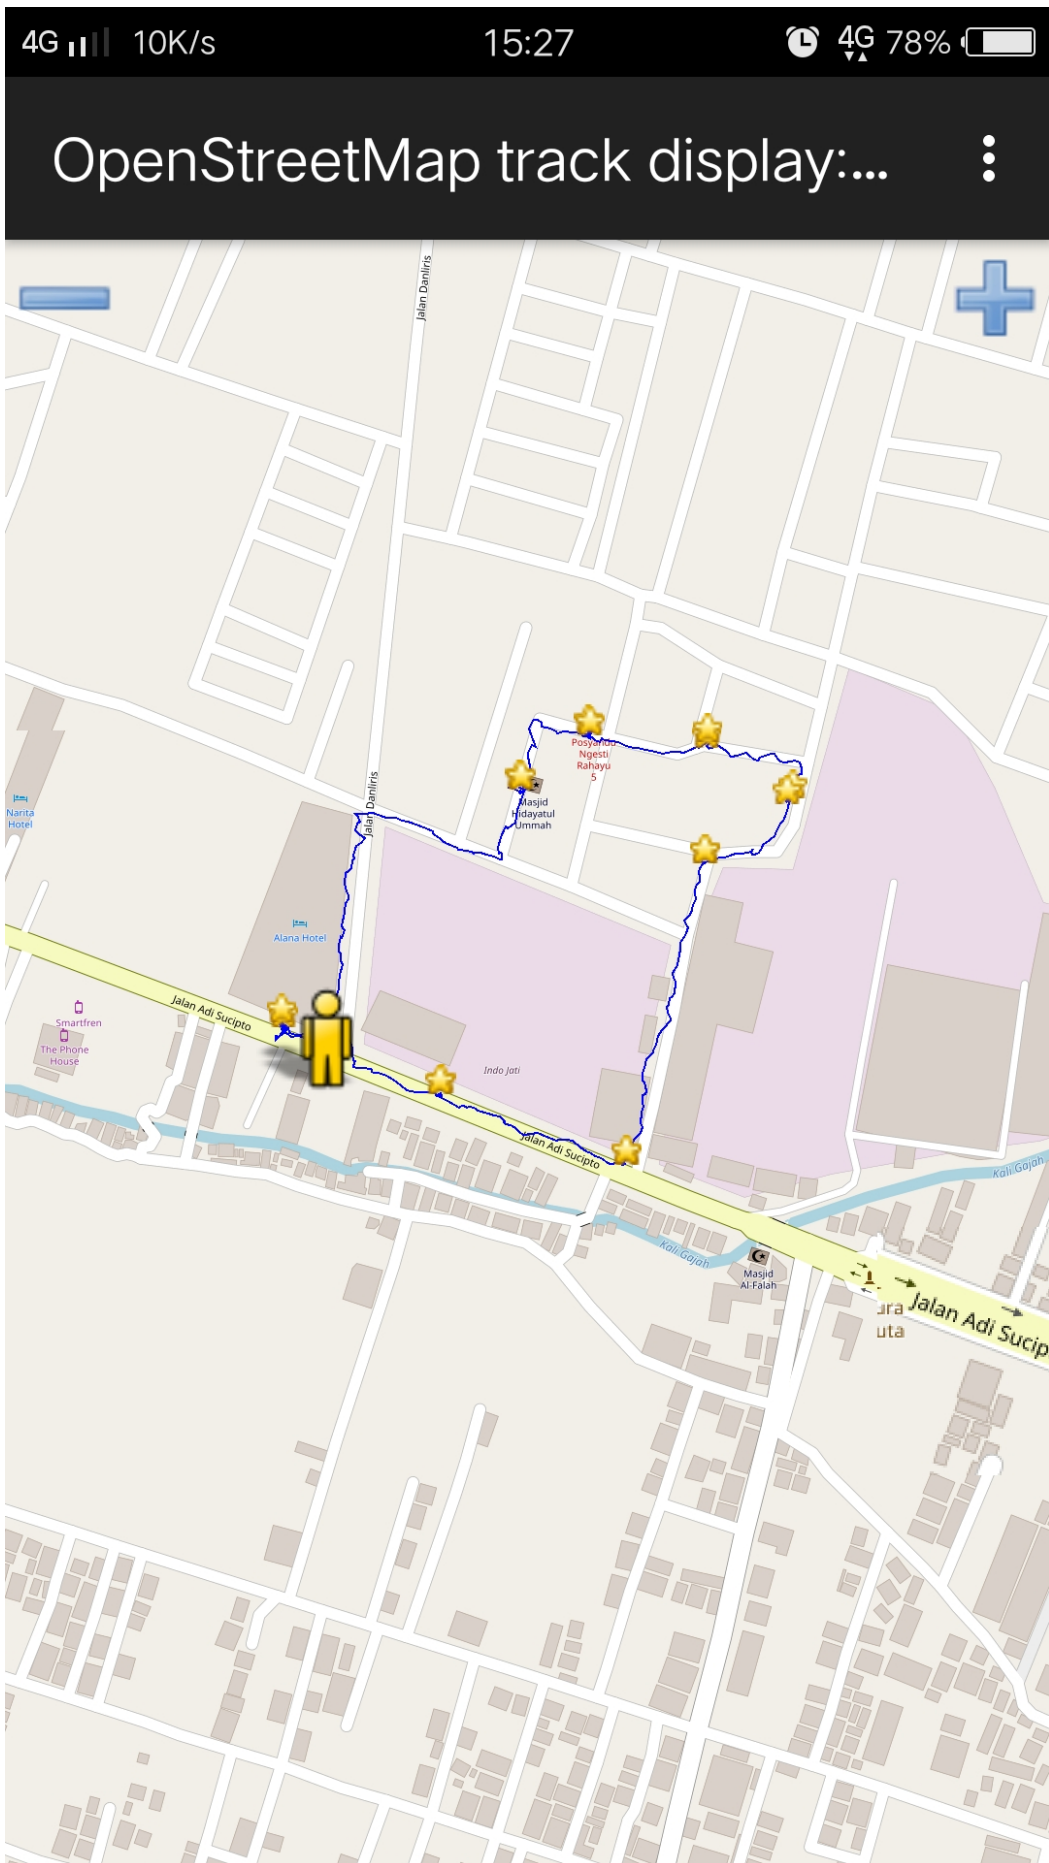 4G 10K/s 15:27 4G 78%
OpenStreetMap track display:...
Jalan Danliris
Posyandu
Ngesti
Rahayu
5
Masjid
Hidayatul
Ummah
Jalan Danliris
Narita
Hotel
Alana Hotel
Jalan Adi Sucipto
Smartfren
The Phone
House
Indo Jati
Jalan Adi Sucipto
Kali Gajah
Kali Gajah
Masjid
Al-Falah
Jalan Adi Sucip
ara
uta